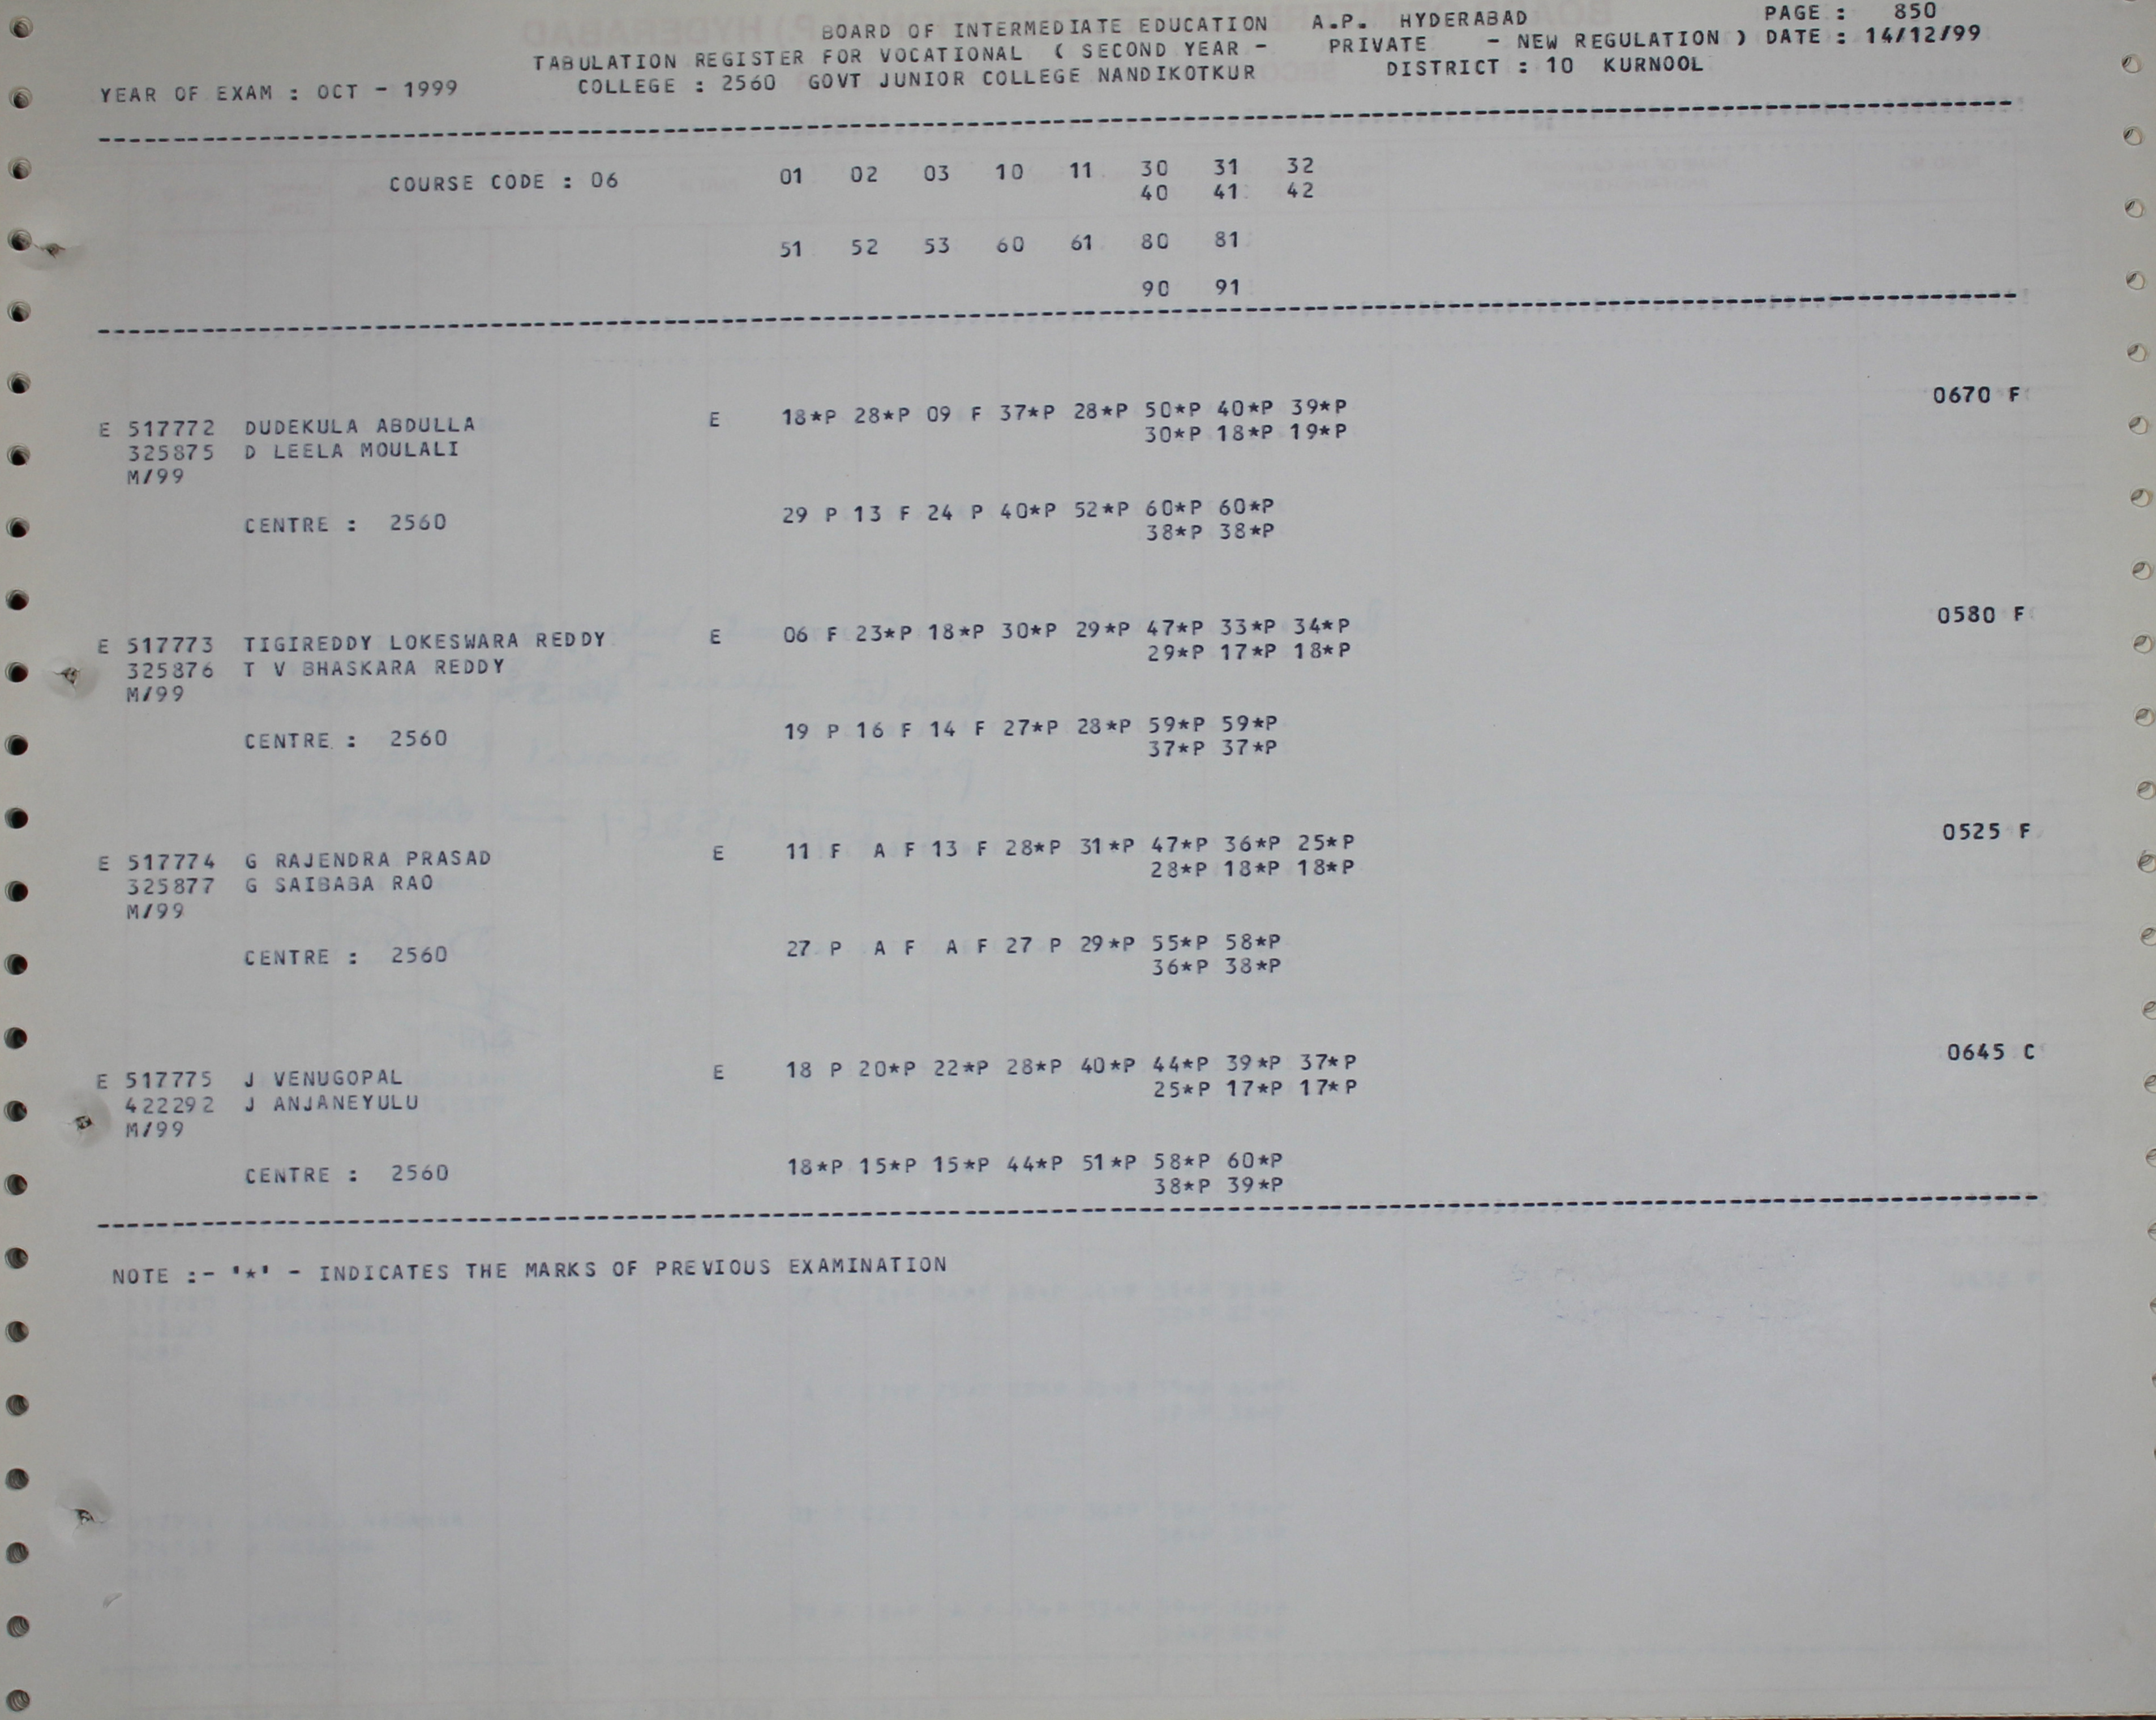 BOARD OF INTERMEDIATE EDUCATION A.P. HYDERABAD PAGE : 850
TABULATION REGISTER FOR VOCATIONAL ( SECOND YEAR - PRIVATE - NEW REGULATION ) DATE : 14/12/99
YEAR OF EXAM : OCT - 1999 COLLEGE : 2560 GOVT JUNIOR COLLEGE NANDIKOTKUR DISTRICT : 10 KURNOOL
COURSE CODE : 06 01 02 03 10 11 30 31 32
40 41 42
51 52 53 60 61 80 81
90 91
E 517772 DUDEKULA ABDULLA E 18*P 28*P 09 F 37*P 28*P 50*P 40*P 39*P 0670 F
325875 D LEELA MOULALI 30*P 18*P 19*P
M/99
CENTRE : 2560 29 P 13 F 24 P 40*P 52*P 60*P 60*P
38*P 38*P
E 517773 TIGIREDDY LOKESWARA REDDY E 06 F 23*P 18*P 30*P 29*P 47*P 33*P 34*P 0580 F
325876 T V BHASKARA REDDY 29*P 17*P 18*P
M/99
CENTRE : 2560 19 P 16 F 14 F 27*P 28*P 59*P 59*P
37*P 37*P
E 517774 G RAJENDRA PRASAD E 11 F A F 13 F 28*P 31*P 47*P 36*P 25*P 0525 F
325877 G SAIBABA RAO 28*P 18*P 18*P
M/99
CENTRE : 2560 27 P A F A F 27 P 29*P 55*P 58*P
36*P 38*P
E 517775 J VENUGOPAL E 18 P 20*P 22*P 28*P 40*P 44*P 39*P 37*P 0645 C
422292 J ANJANEYULU 25*P 17*P 17*P
M/99
CENTRE : 2560 18*P 15*P 15*P 44*P 51*P 58*P 60*P
38*P 39*P
NOTE :- '*' - INDICATES THE MARKS OF PREVIOUS EXAMINATION